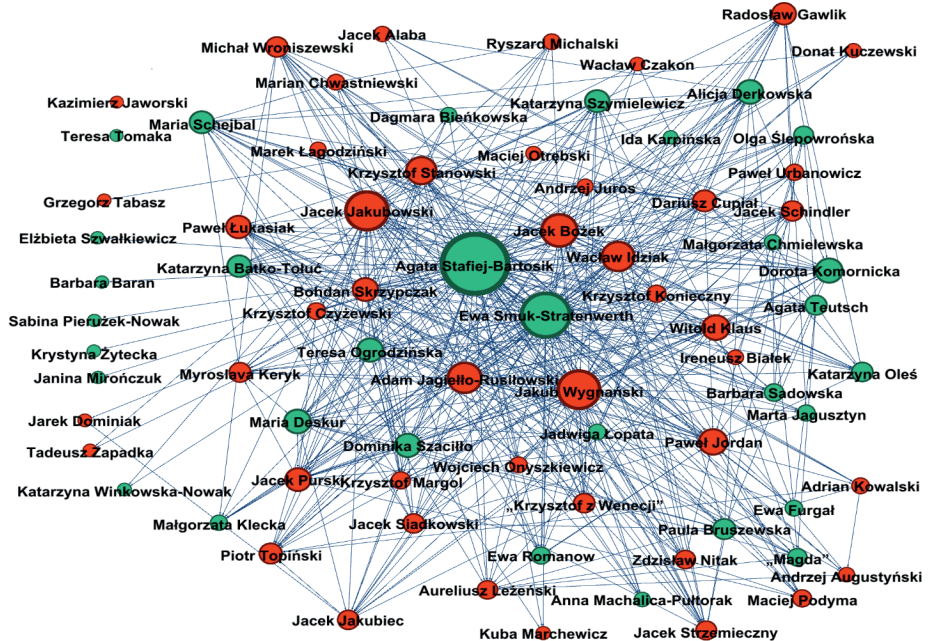 Radosław Gawlik
Jacek Alaba
Ryszard Michalski
Michał Wroniszewski
Donat Kuczewski
Wacław Czakon
Marian Chwastniewski
Alicja Derkowska
Kazimierz Jaworski
Katarzyna Szymielewicz
Dagmara Bieńkowska
Maria Schejbal
Teresa Tomaka
Ida Karpińska
Olga Ślepowrońska
Marek Łagodziński
Maciej Otrębski
Krzysztof Stanowski
Paweł Urbanowicz
Andrzej Juros
Dariusz Cupiał
Grzegorz Tabasz
Jacek Jakubowski
Jacek Schindler
Paweł Łukasiak
Jacek Bożek
Elżbieta Szwałkiewicz
Małgorzata Chmielewska
Wacław Idziak
Agata Stafiej-Bartosik
Katarzyna Batko-Tołuć
Dorota Komornicka
Barbara Baran
Bohdan Skrzypczak
Krzysztof Konieczny
Agata Teutsch
Krzysztof Czyżewski
Ewa Smuk-Stratenwerth
Sabina Pierużek-Nowak
Witold Klaus
Teresa Ogrodzińska
Krystyna Żytecka
Ireneusz Białek
Janina Mirończuk
Myroslava Keryk
Adam Jagiełło-Rusiłowski
Katarzyna Oleś
Jakub Wygnański
Barbara Sadowska
Marta Jagusztyn
Jarek Dominiak
Maria Deskur
Jadwiga Łopata
Dominika Szaciłło
Paweł Jordan
Tadeusz Zapadka
Wojciech Onyszkiewicz
Jacek Purski
Krzysztof Margol
Adrian Kowalski
Katarzyna Winkowska-Nowak
„Krzysztof z Wenecji”
Ewa Furgał
Małgorzata Klecka
Jacek Siadkowski
Paula Bruszewska
Piotr Topiński
Ewa Romanow
Zdzisław Nitak
„Magda”
Andrzej Augustyński
Aureliusz Leżeński
Anna Machalica-Pułtorak
Maciej Podyma
Jacek Jakubiec
Kuba Marchewicz
Jacek Strzemieczny